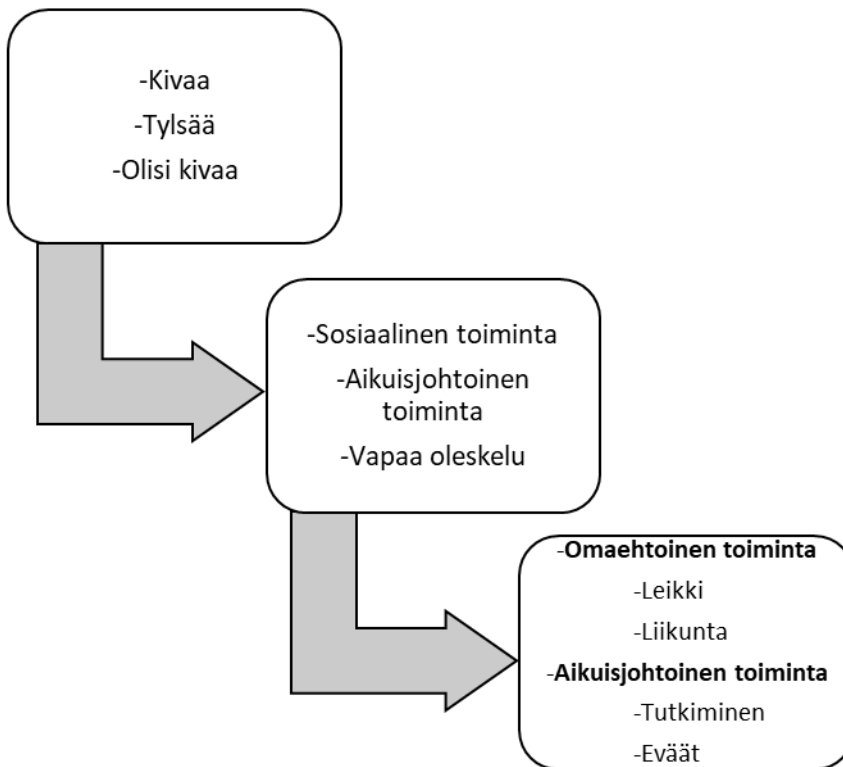 -Kivaa
-Tylsää
-Olisi kivaa
-Sosiaalinen toiminta
-Aikuisjohtoinen
toiminta
-Vapaa oleskelu
-Omaehtoinen toiminta
-Leikki
-Liikunta
-Aikuisjohtoinen toiminta
-Tutkiminen
-Eväät